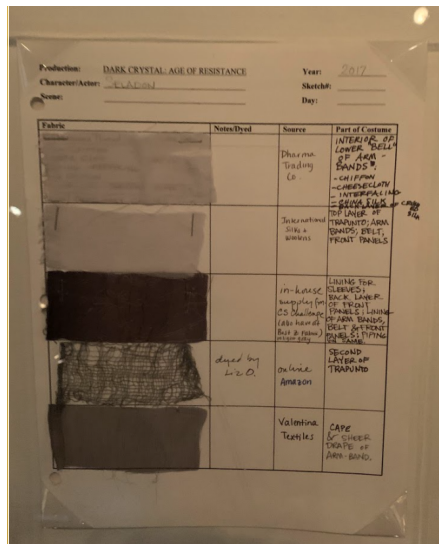 Production: DARK CRYSTAL: AGE OF RESISTANCE Year: 2017
Character/Actor: SELADON Sketch#:
Scene: Day:
Fabric Notes/Dyed Source Part of Costume
Dharma
Trading
Co.
INTERIOR OF
LOWER "BELL"
OF ARM-
BANDS
- CHIFFON
- CHEESECLOTH
- INTERFACING
= CHINA SILK
International
Silks +
Woolens
TOP LAYER OF
TRAPUNTO; ARM
BANDS; BELT,
FRONT PANELS
in-house
supply (
CS challenge
LINING FOR
SLEEVES;
BACK LAYER
OF FRONT
PANELS; LINING
OF ARM BANDS,
BELT & FRONT
PANELS; PIPING
dyed by
Liz O.
online
Amazon
SECOND
LAYER OF
TRAPUNTO
Valentina
Textiles
CAPE
& SHEER
DRAPE OF
ARM-BAND.